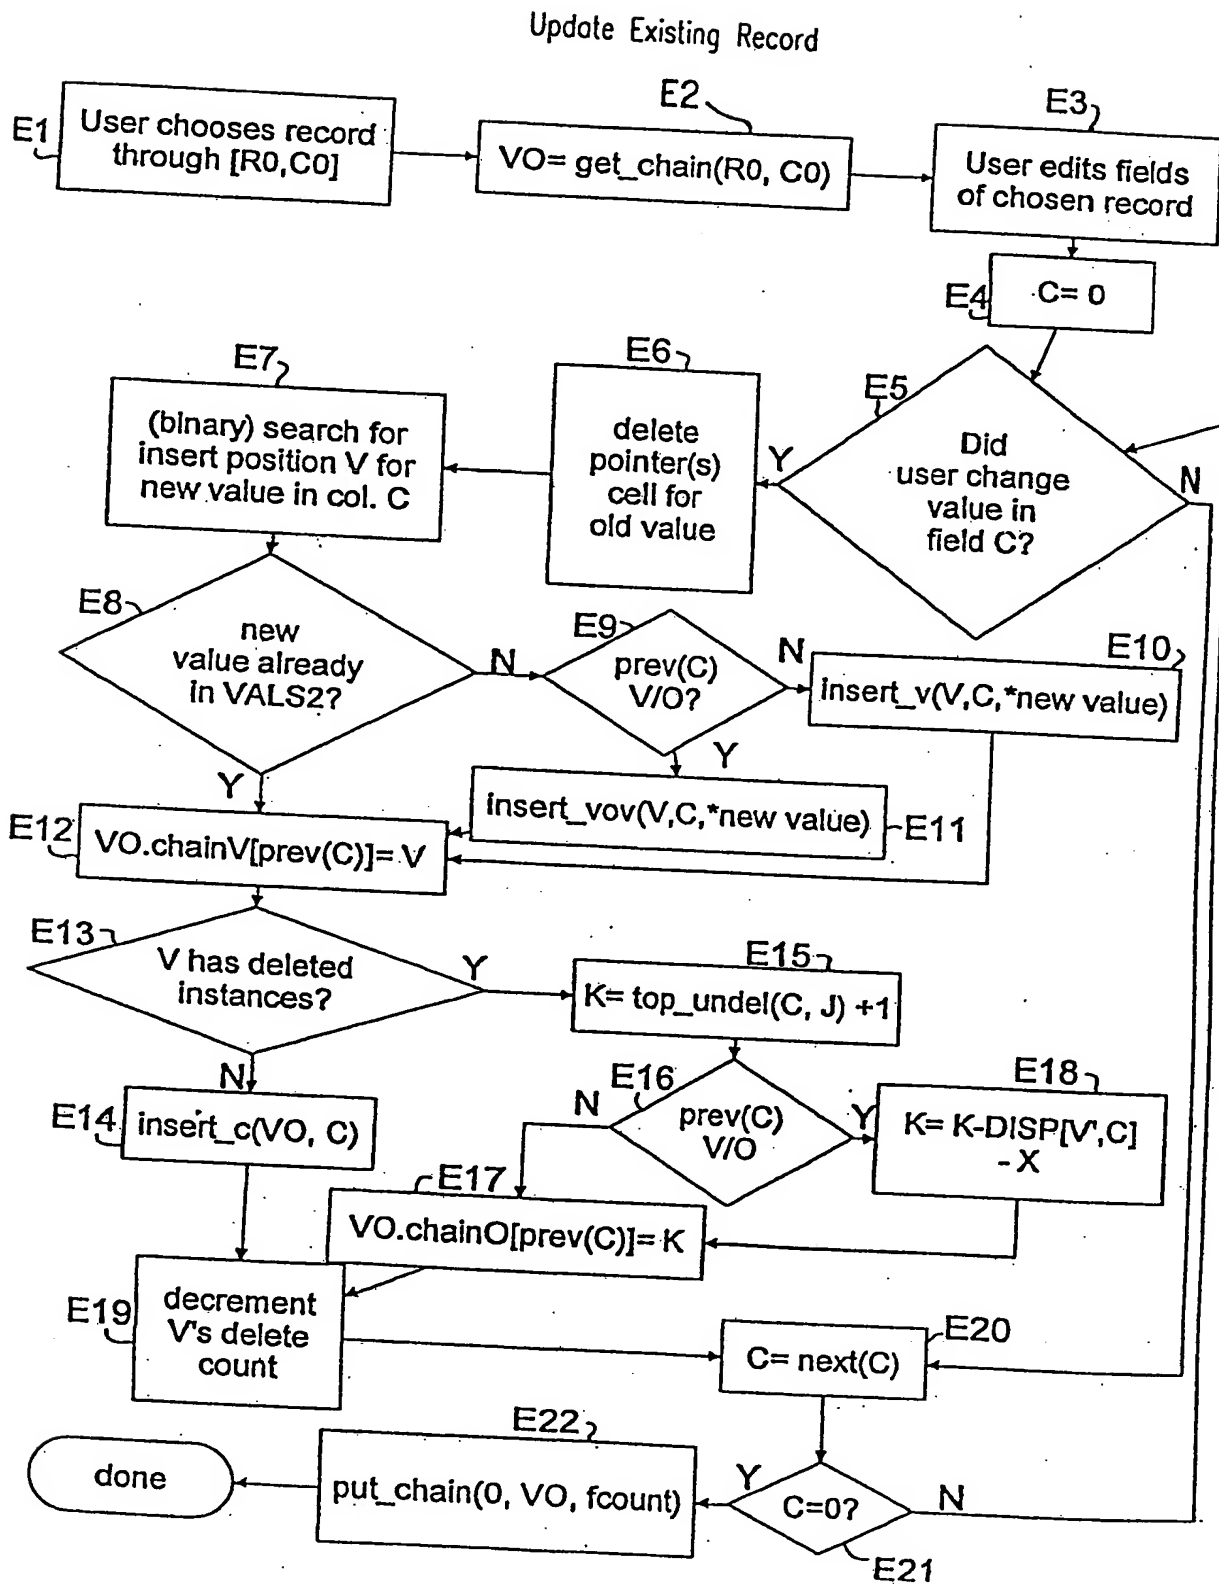 Update Existing Record
E1
User chooses record
through [R0,C0]
E2
VO= get_chain(R0, C0)
E3
User edits fields
of chosen record
E4
C= 0
E5
Did
user change
value in
field C?
Y
N
E6
delete
pointer(s)
cell for
old value
E7
(binary) search for
insert position V for
new value in col. C
E8
new
value already
in VALS2?
N
Y
E9
prev(C)
V/O?
N
Y
E10
insert_v(V,C,*new value)
insert_vov(V,C,*new value)
E11
E12
VO.chainV[prev(C)]= V
E13
V has deleted
instances?
Y
N
E14
insert_c(VO, C)
E15
K= top_undel(C, J) +1
E16
prev(C)
V/O
N
Y
E18
K= K-DISP[V',C]
- X
E17
VO.chainO[prev(C)]= K
E19
decrement
V's delete
count
E20
C= next(C)
E21
C=0?
Y
N
E22
put_chain(0, VO, fcount)
done